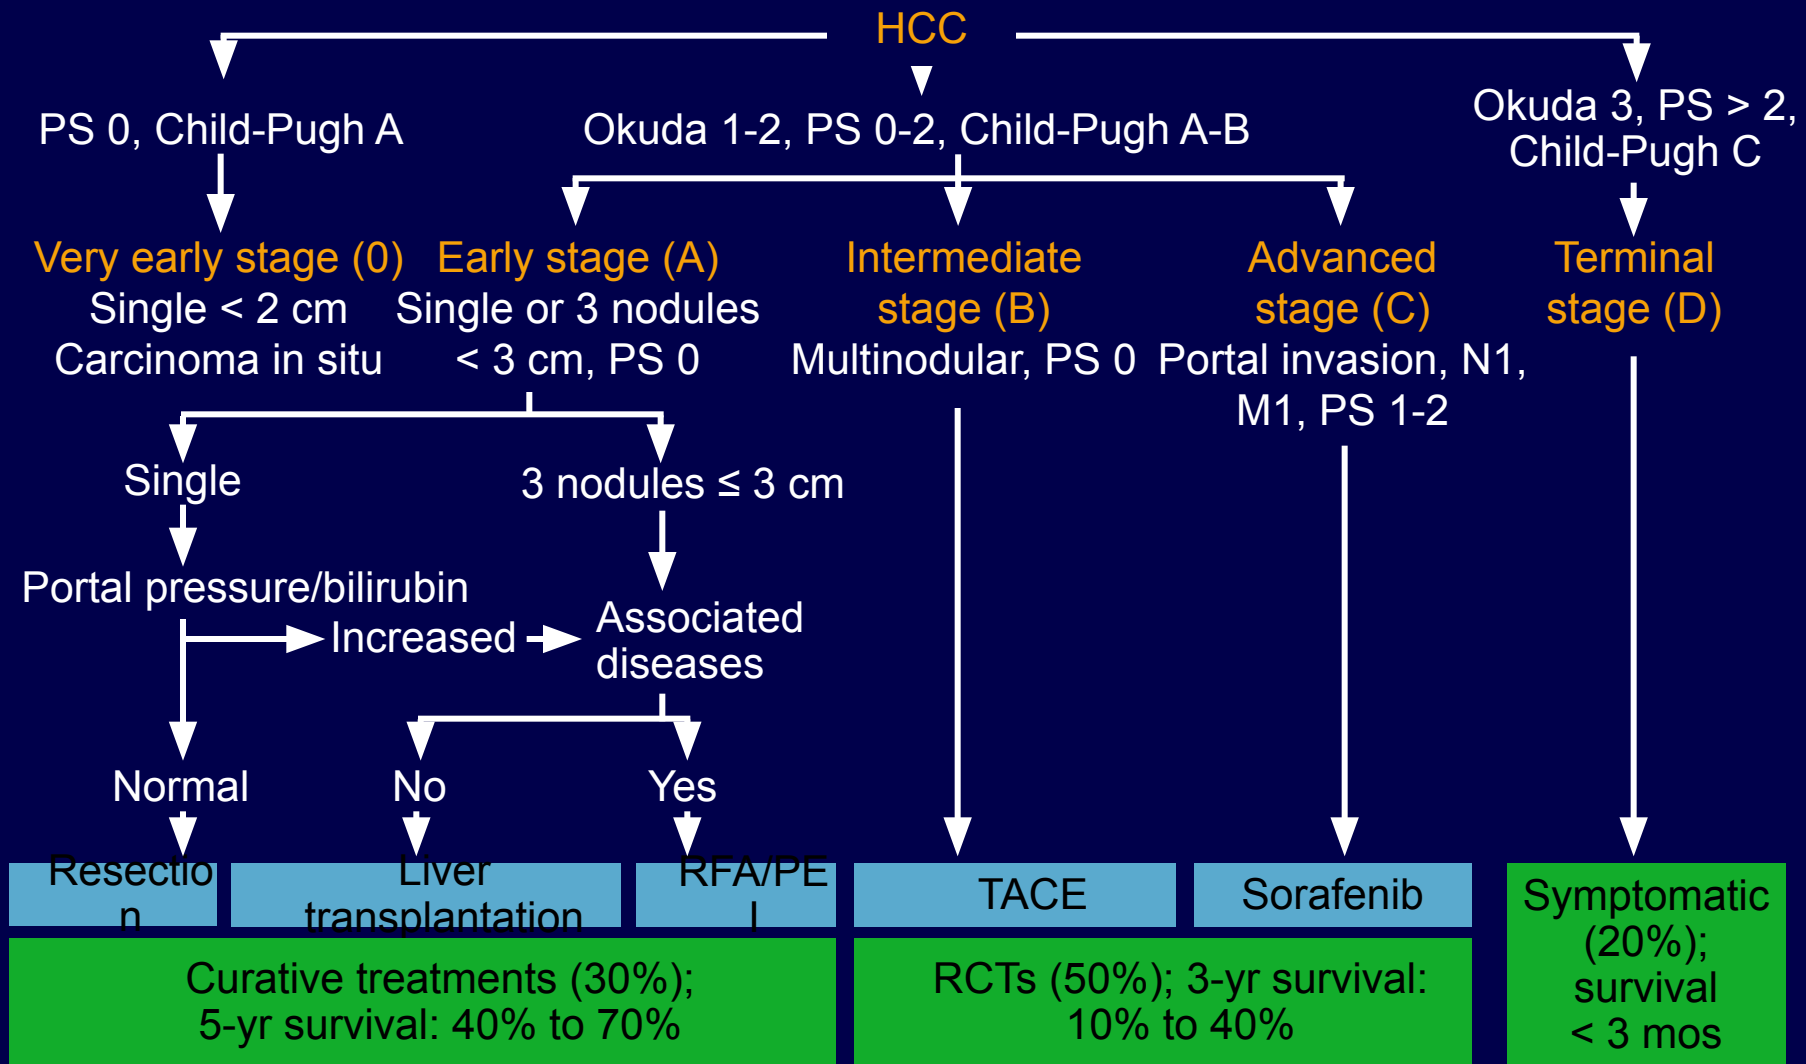 HCC
PS 0, Child-Pugh A
Okuda 1-2, PS 0-2, Child-Pugh A-B
Okuda 3, PS > 2,
Child-Pugh C
Very early stage (0)
Single < 2 cm
Carcinoma in situ
Early stage (A)
Single or 3 nodules
< 3 cm, PS 0
Intermediate
stage (B)
Multinodular, PS 0
Advanced
stage (C)
Portal invasion, N1,
M1, PS 1-2
Terminal
stage (D)
Single
3 nodules ≤ 3 cm
Portal pressure/bilirubin
Increased
Associated
diseases
Normal
No
Yes
Resectio
n
Liver
transplantation
RFA/PE
I
TACE
Sorafenib
Symptomatic
(20%);
survival
< 3 mos
Curative treatments (30%);
5-yr survival: 40% to 70%
RCTs (50%); 3-yr survival:
10% to 40%